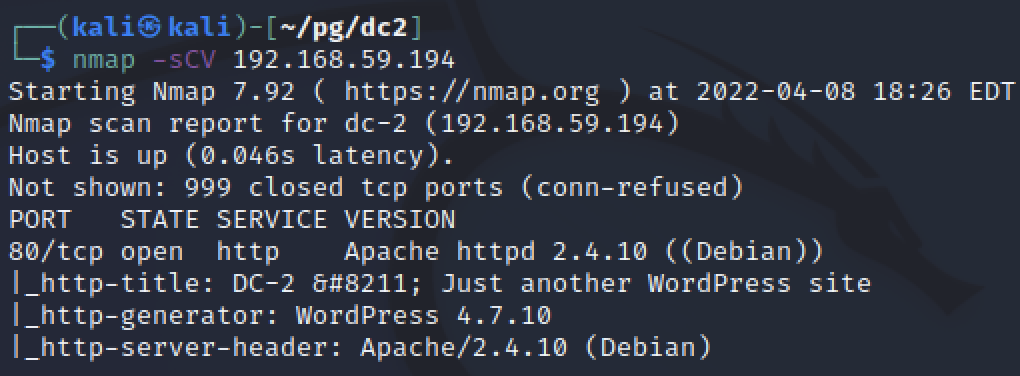 ┌──(kali㉿kali)-[~/pg/dc2]
└─$ nmap -sCV 192.168.59.194
Starting Nmap 7.92 ( https://nmap.org ) at 2022-04-08 18:26 EDT
Nmap scan report for dc-2 (192.168.59.194)
Host is up (0.046s latency).
Not shown: 999 closed tcp ports (conn-refused)
PORT   STATE SERVICE VERSION
80/tcp open  http    Apache httpd 2.4.10 ((Debian))
|_http-title: DC-2 &#8211; Just another WordPress site
|_http-generator: WordPress 4.7.10
|_http-server-header: Apache/2.4.10 (Debian)